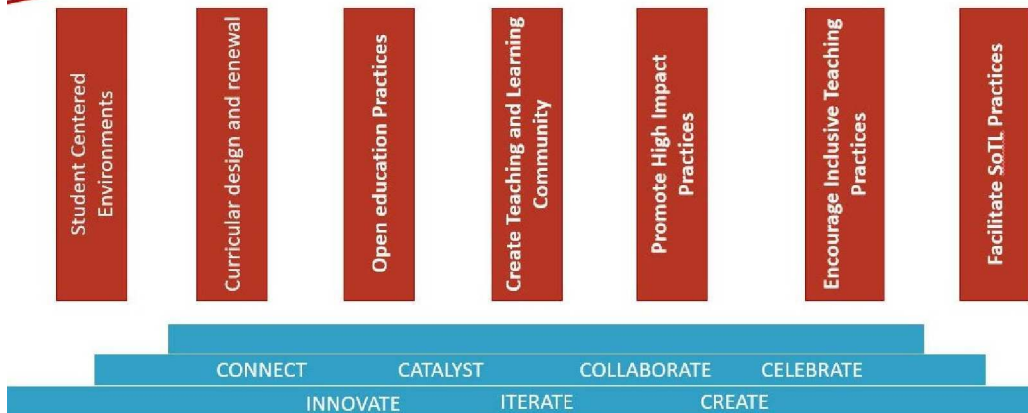 Student Centered
Environments
Curricular design and renewal
Open education Practices
Create Teaching and Learning
Community
Promote High Impact
Practices
Encourage Inclusive Teaching
Practices
Facilitate SoTL Practices
CONNECT CATALYST COLLABORATE CELEBRATE
INNOVATE ITERATE CREATE